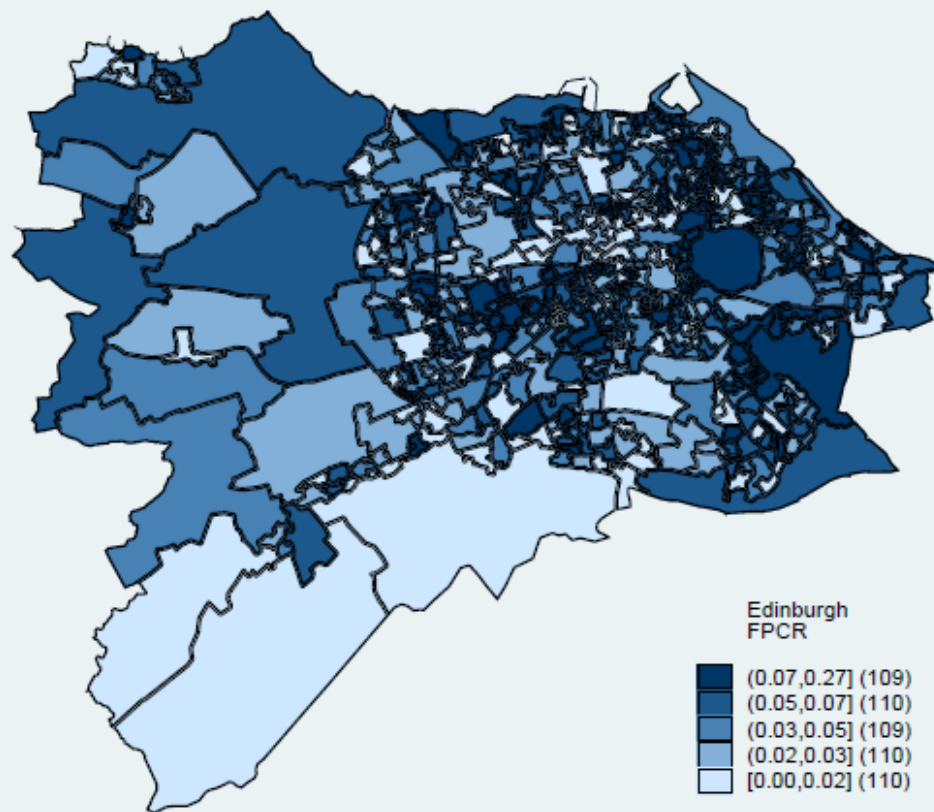 Edinburgh
FPCR
(0.07,0.27] (109)
(0.05,0.07] (110)
(0.03,0.05] (109)
(0.02,0.03] (110)
[0.00,0.02] (110)